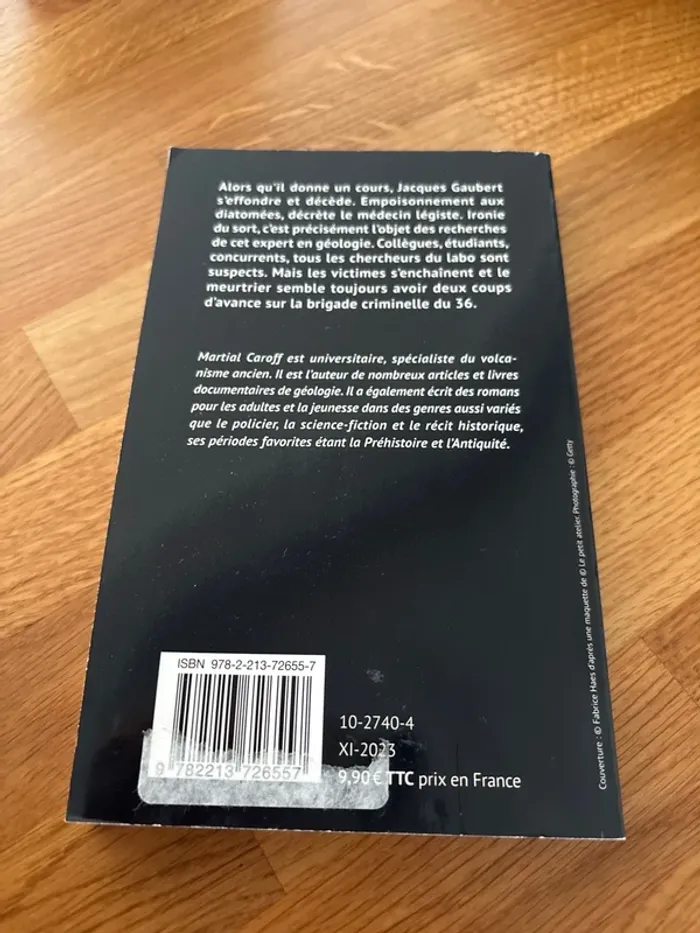 Alors qu'il donne un cours, Jacques Gaubert
s'effondre et décède. Empoisonnement aux
diatomées, décrète le médecin légiste. Ironie
du sort, c'est précisément l'objet des recherches
de cet expert en géologie. Collègues, étudiants,
concurrents, tous les chercheurs du labo sont
suspects. Mais les victimes s'enchaînent et le
meurtrier semble toujours avoir deux coups
d'avance sur la brigade criminelle du 36.
Martial Caroff est universitaire, spécialiste du volca-
nisme ancien. Il est l'auteur de nombreux articles et livres
documentaires de géologie. Il a également écrit des romans
pour les adultes et la jeunesse dans des genres aussi variés
que le policier, la science-fiction et le récit historique,
ses périodes favorites étant la Préhistoire et l'Antiquité.
Couverture : © Fabrice Haes d'après une maquette de © Le petit atelier. Photographie : © Getty
ISBN 978-2-213-72655-7
9 782213 726557
10-2740-4
XI-2023
9,90 € TTC prix en France